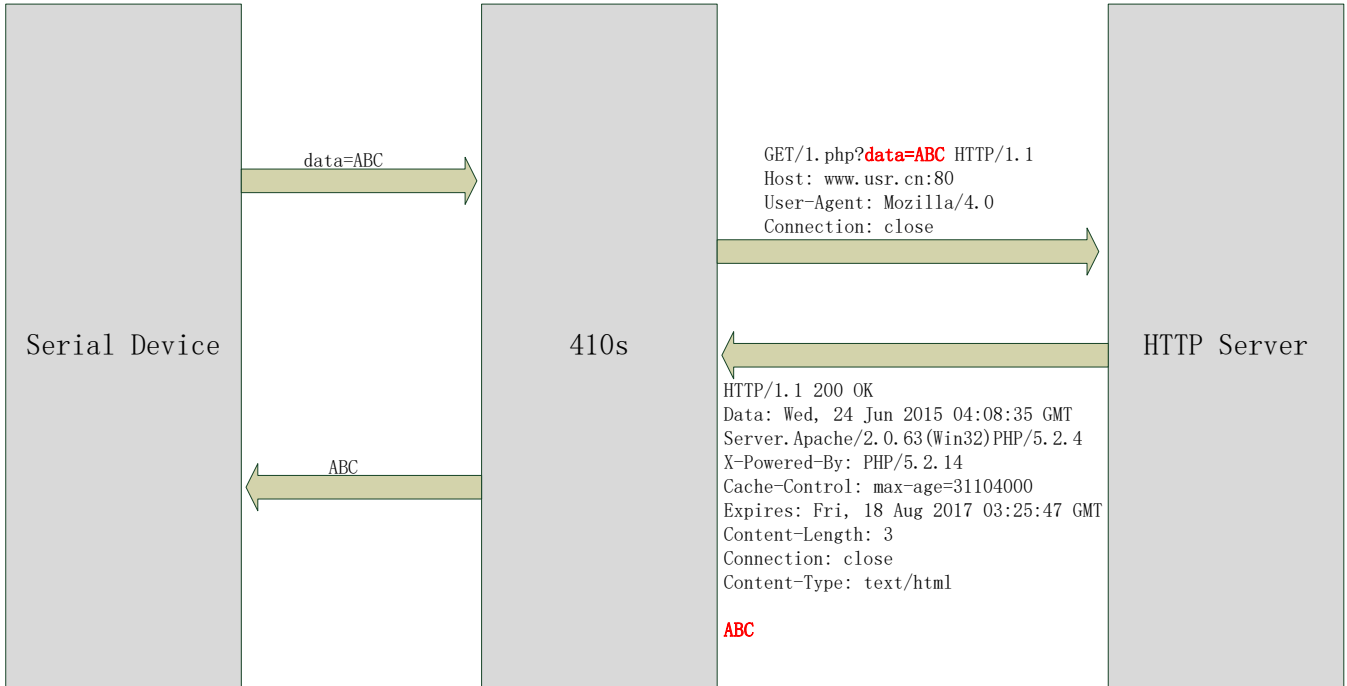 data=ABC
GET/1.php?data=ABC HTTP/1.1
Host: www.usr.cn:80
User-Agent: Mozilla/4.0
Connection: close
Serial Device
410s
HTTP Server
HTTP/1.1 200 OK
Data: Wed, 24 Jun 2015 04:08:35 GMT
Server.Apache/2.0.63(Win32)PHP/5.2.4
X-Powered-By: PHP/5.2.14
Cache-Control: max-age=31104000
Expires: Fri, 18 Aug 2017 03:25:47 GMT
Content-Length: 3
Connection: close
Content-Type: text/html
ABC
ABC